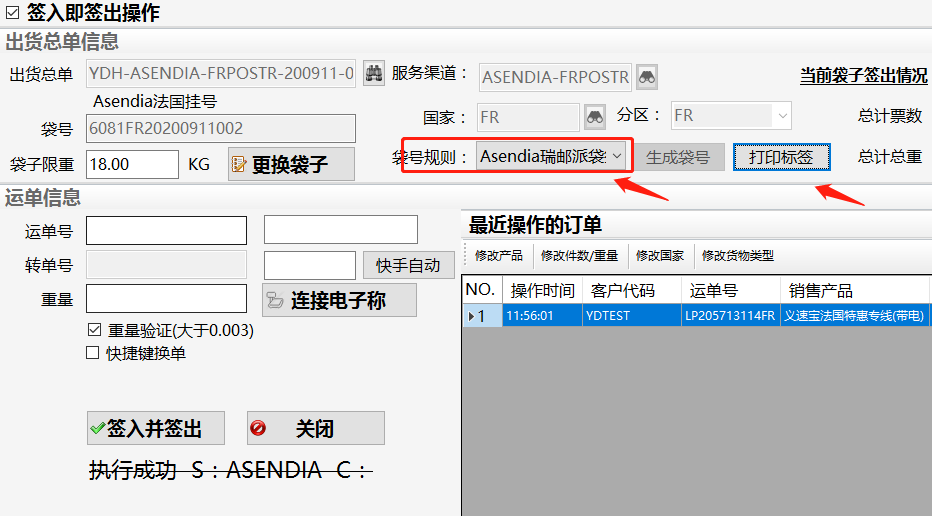 签入即签出操作
出货总单信息
出货总单 YDH-ASENDIA-FRPOSTR-200911-0 服务渠道： ASENDIA-FRPOSTR 当前袋子签出情况
Asendia法国挂号
国家： FR 分区： FR 总计票数
袋号 6081FR20200911002
袋子限重 18.00 KG 更换袋子 袋号规则： Asendia瑞邮派袋 生成袋号 打印标签 总计总重
运单信息
运单号
转单号 快手自动
重量 连接电子称
重量验证(大于0.003)
快捷键换单
签入并签出 关闭
执行成功 S：ASENDIA C：
最近操作的订单
修改产品 修改件数/重量 修改国家 修改货物类型
NO. 操作时间 客户代码 运单号 销售产品
1 11:56:01 YDTEST LP205713114FR 义速宝法国特惠专线(带电)